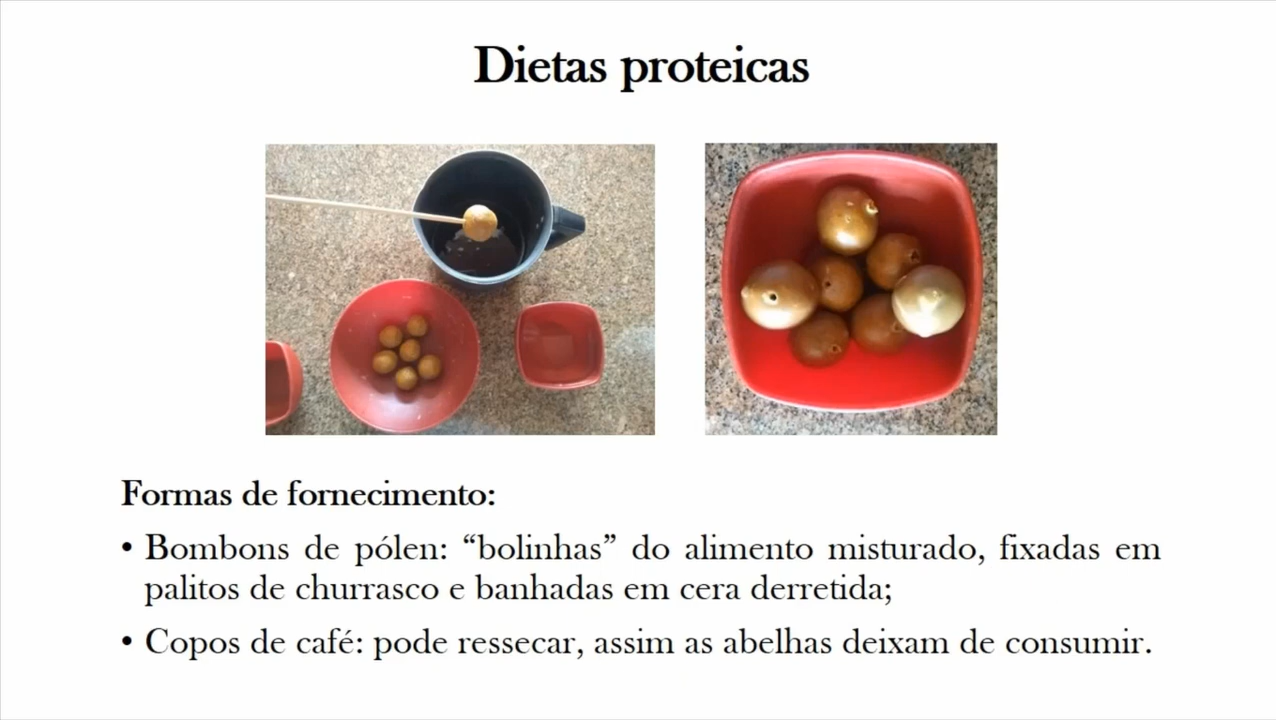 Dietas proteicas
Formas de fornecimento:
• Bombons de pólen: “bolinhas” do alimento misturado, fixadas em
palitos de churrasco e banhadas em cera derretida;
• Copos de café: pode ressecar, assim as abelhas deixam de consumir.